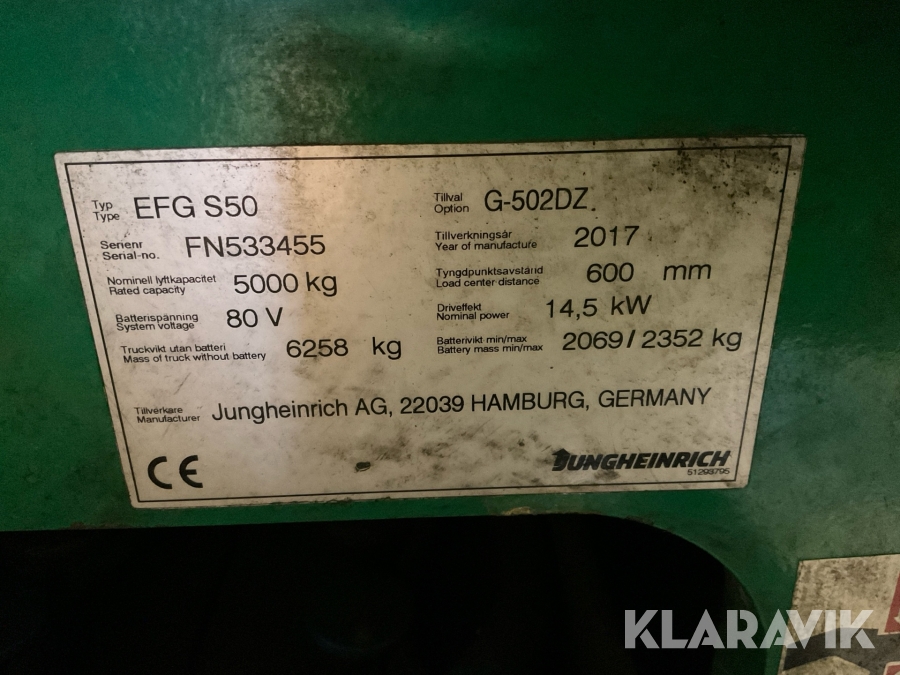 Typ
Type EFG S50
Tillval
Option G-502DZ
Serienr
Serial-no. FN533455
Tillverkningsår
Year of manufacture 2017
Nominell lyftkapacitet
Rated capacity 5000 kg
Tyngdpunktsavstånd
Load center distance 600 mm
Batterispänning
System voltage 80 V
Driveffekt
Nominal power 14,5 kW
Truckvikt utan batteri
Mass of truck without battery 6258 kg
Batterivikt min/max
Battery mass min/max 2069/2352 kg
Tillverkare
Manufacturer Jungheinrich AG, 22039 HAMBURG, GERMANY
CE
JUNGHEINRICH
51293795
KLARAVIK